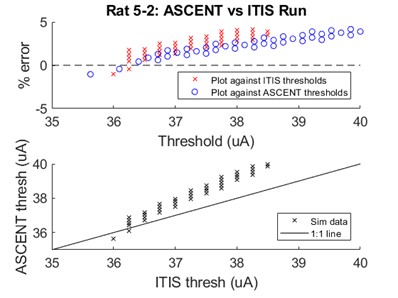 Rat 5-2: ASCENT vs ITIS Run
5
0
-5
% error
Plot against ITIS thresholds
Plot against ASCENT thresholds
35 36 37 38 39 40
Threshold (uA)
40
38
36
ASCENT thresh (uA)
Sim data
1:1 line
35 36 37 38 39 40
ITIS thresh (uA)